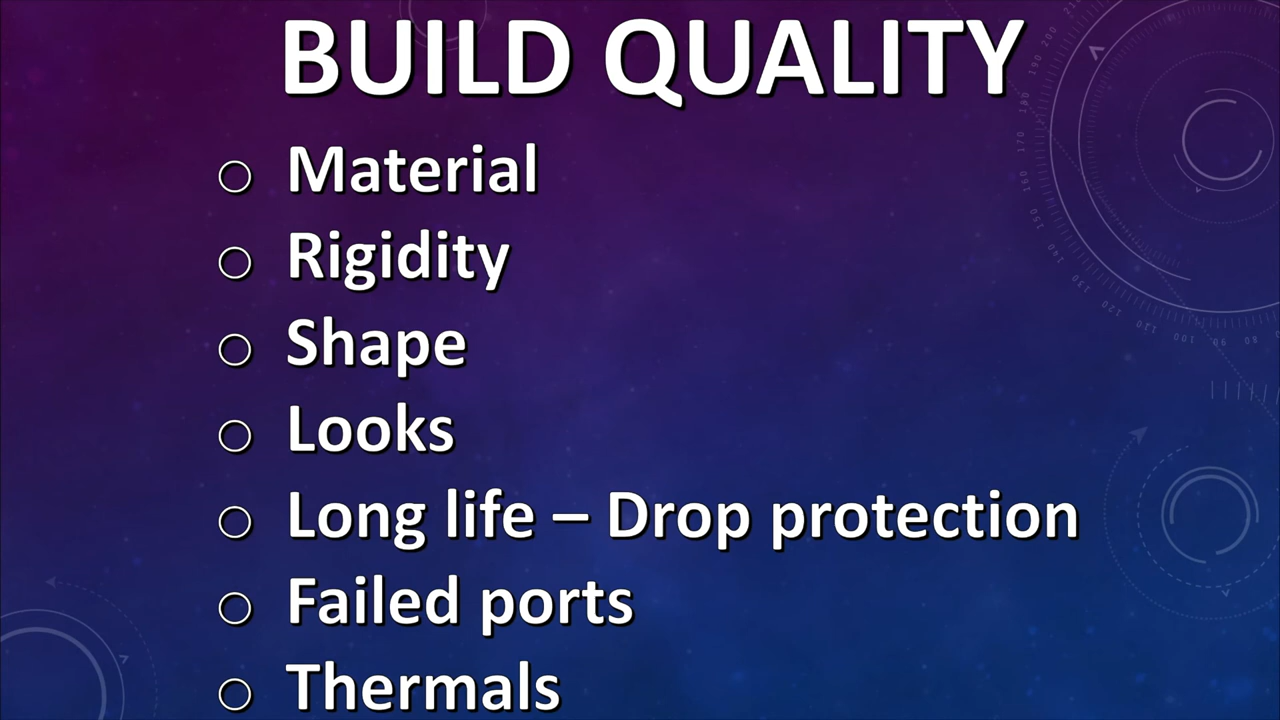 BUILD QUALITY
Material
Rigidity
Shape
Looks
Long life – Drop protection
Failed ports
Thermals